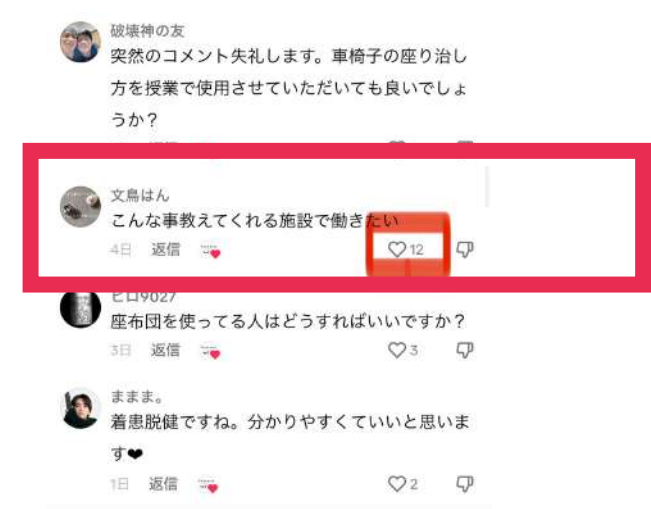 破壊神の友
突然のコメント失礼します。車椅子の座り治し
方を授業で使用させていただいても良いでしょ
うか？
文鳥はん
こんな事教えてくれる施設で働きたい
4日 返信 12
ヒロ9027
座布団を使ってる人はどうすればいいですか？
3日 返信 3
ままま。
着患脱健ですね。分かりやすくていいと思いま
す❤
1日 返信 2